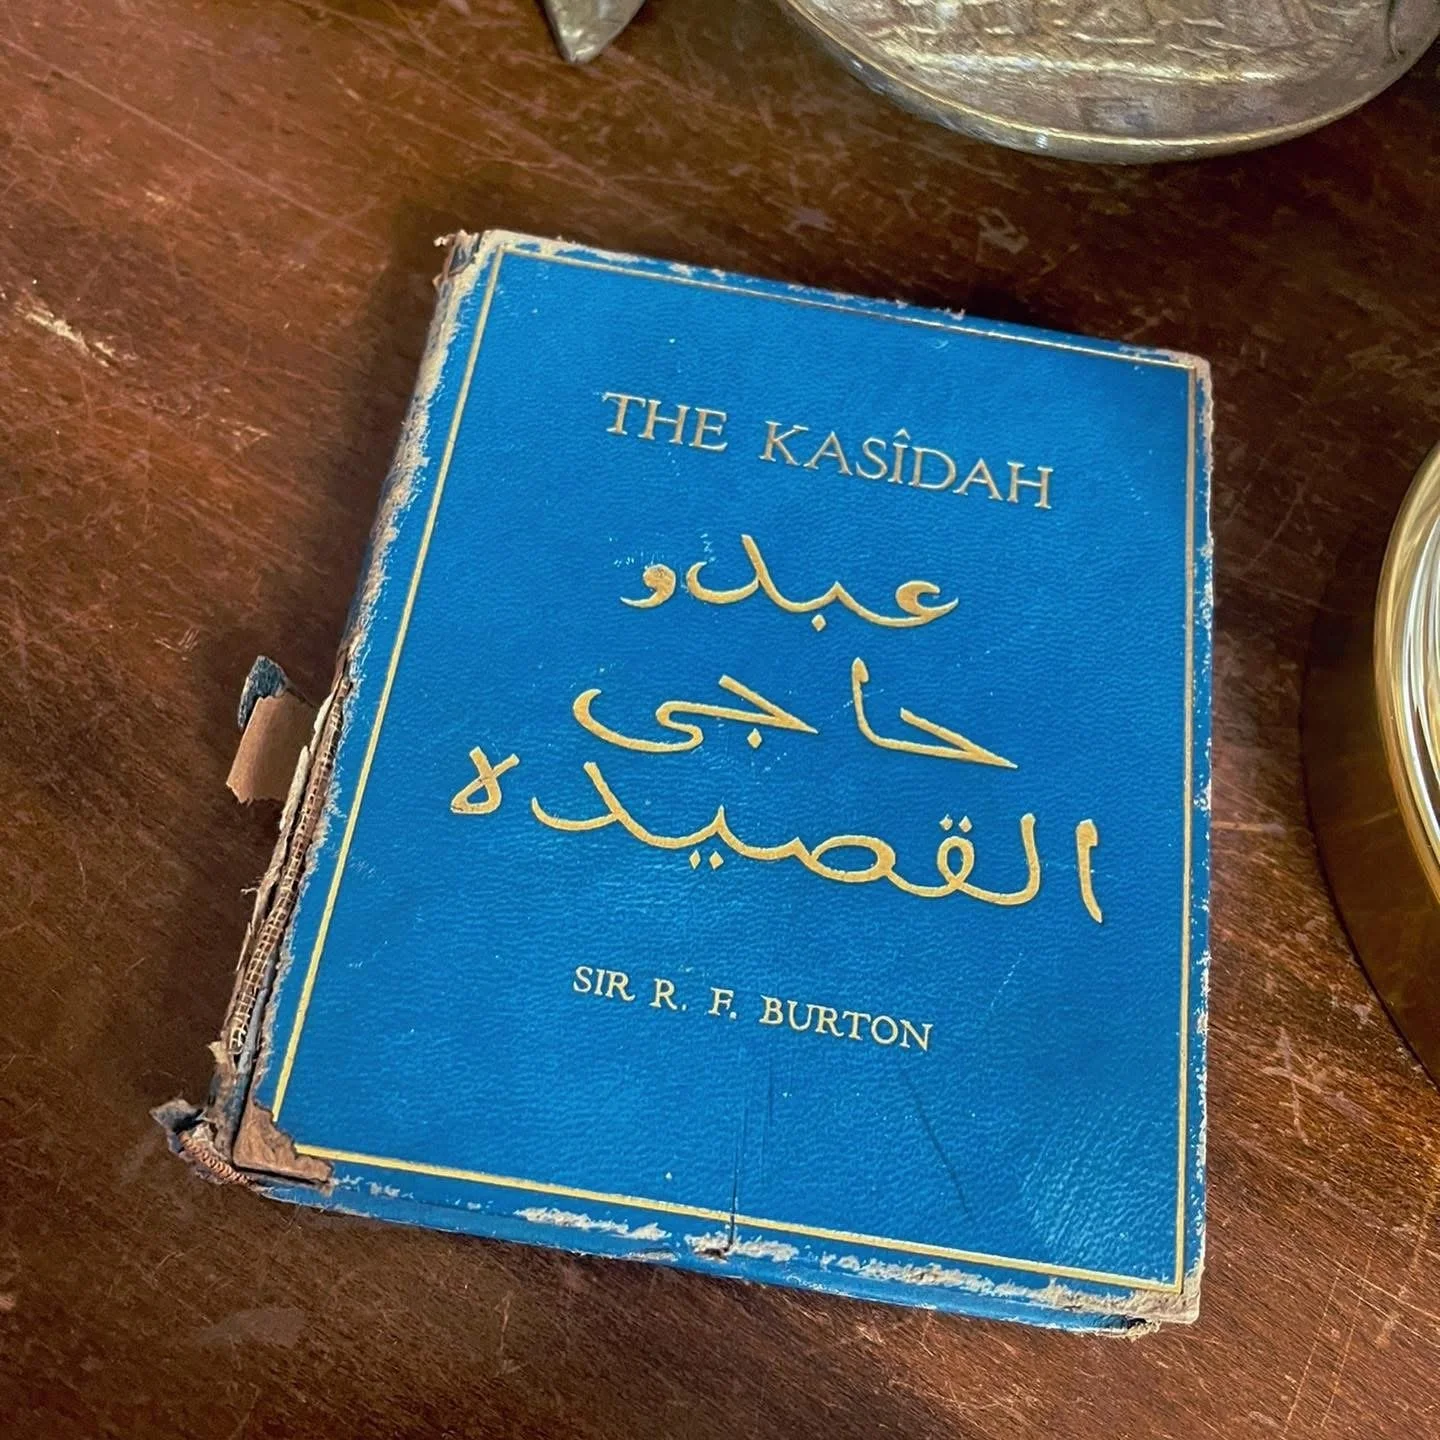 THE KASÎDAH
عبدو
حاجى
القصيده
SIR R. F. BURTON